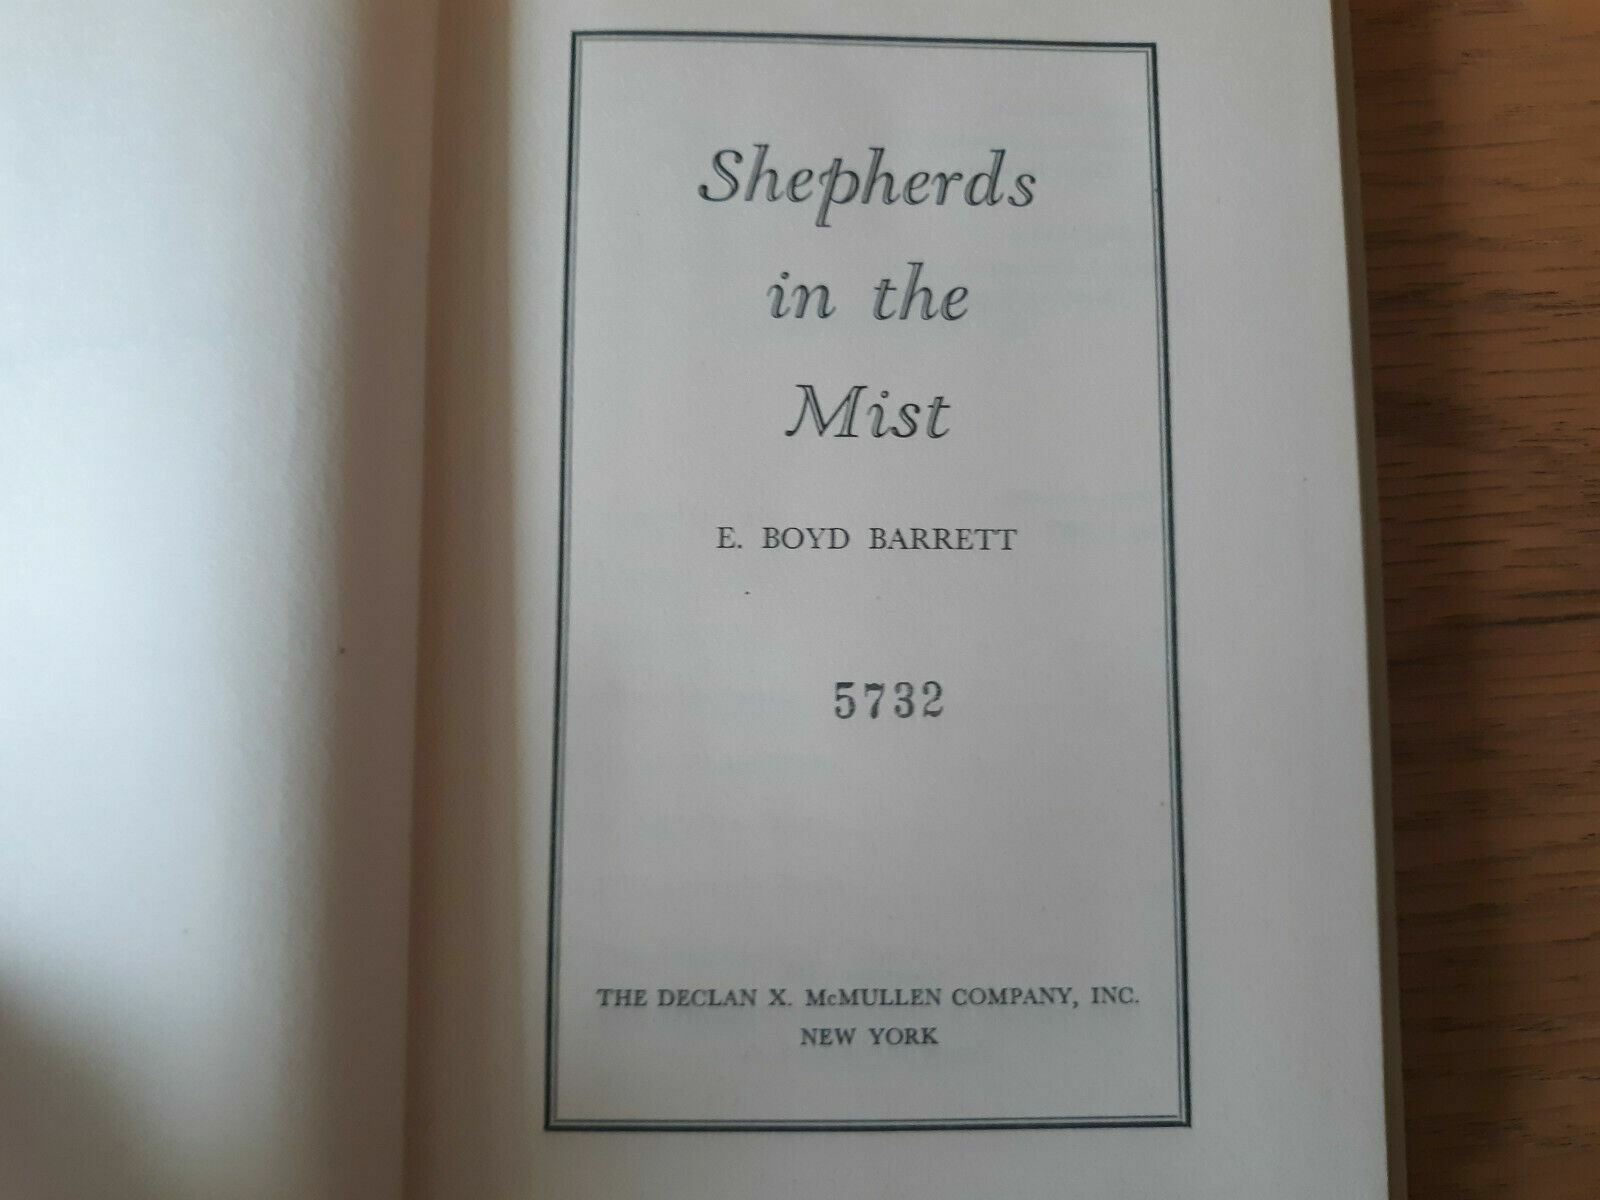 Shepherds
in the
Mist
E. BOYD BARRETT
5732
THE DECLAN X. McMULLEN COMPANY, INC.
NEW YORK